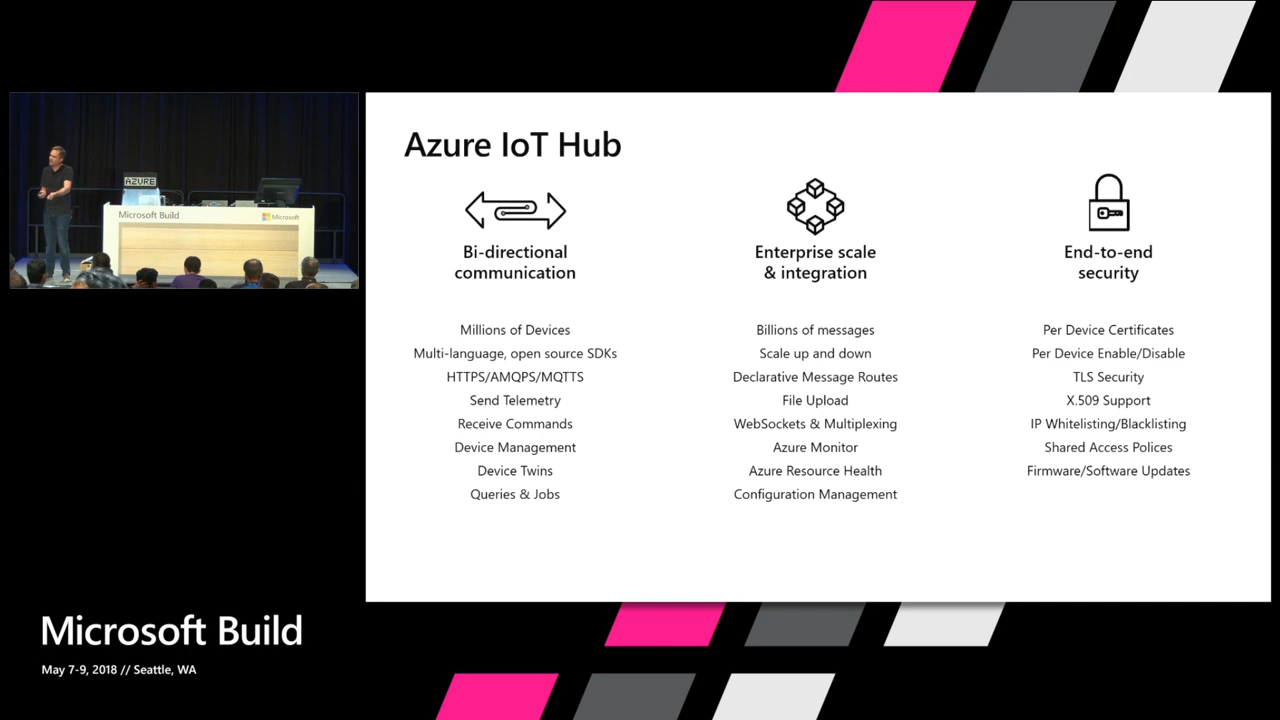 AZURE
Microsoft Build
Microsoft
Azure IoT Hub
Bi-directional
communication
Millions of Devices
Multi-language, open source SDKs
HTTPS/AMQPS/MQTTS
Send Telemetry
Receive Commands
Device Management
Device Twins
Queries & Jobs
Enterprise scale
& integration
Billions of messages
Scale up and down
Declarative Message Routes
File Upload
WebSockets & Multiplexing
Azure Monitor
Azure Resource Health
Configuration Management
End-to-end
security
Per Device Certificates
Per Device Enable/Disable
TLS Security
X.509 Support
IP Whitelisting/Blacklisting
Shared Access Polices
Firmware/Software Updates
Microsoft Build
May 7-9, 2018 // Seattle, WA